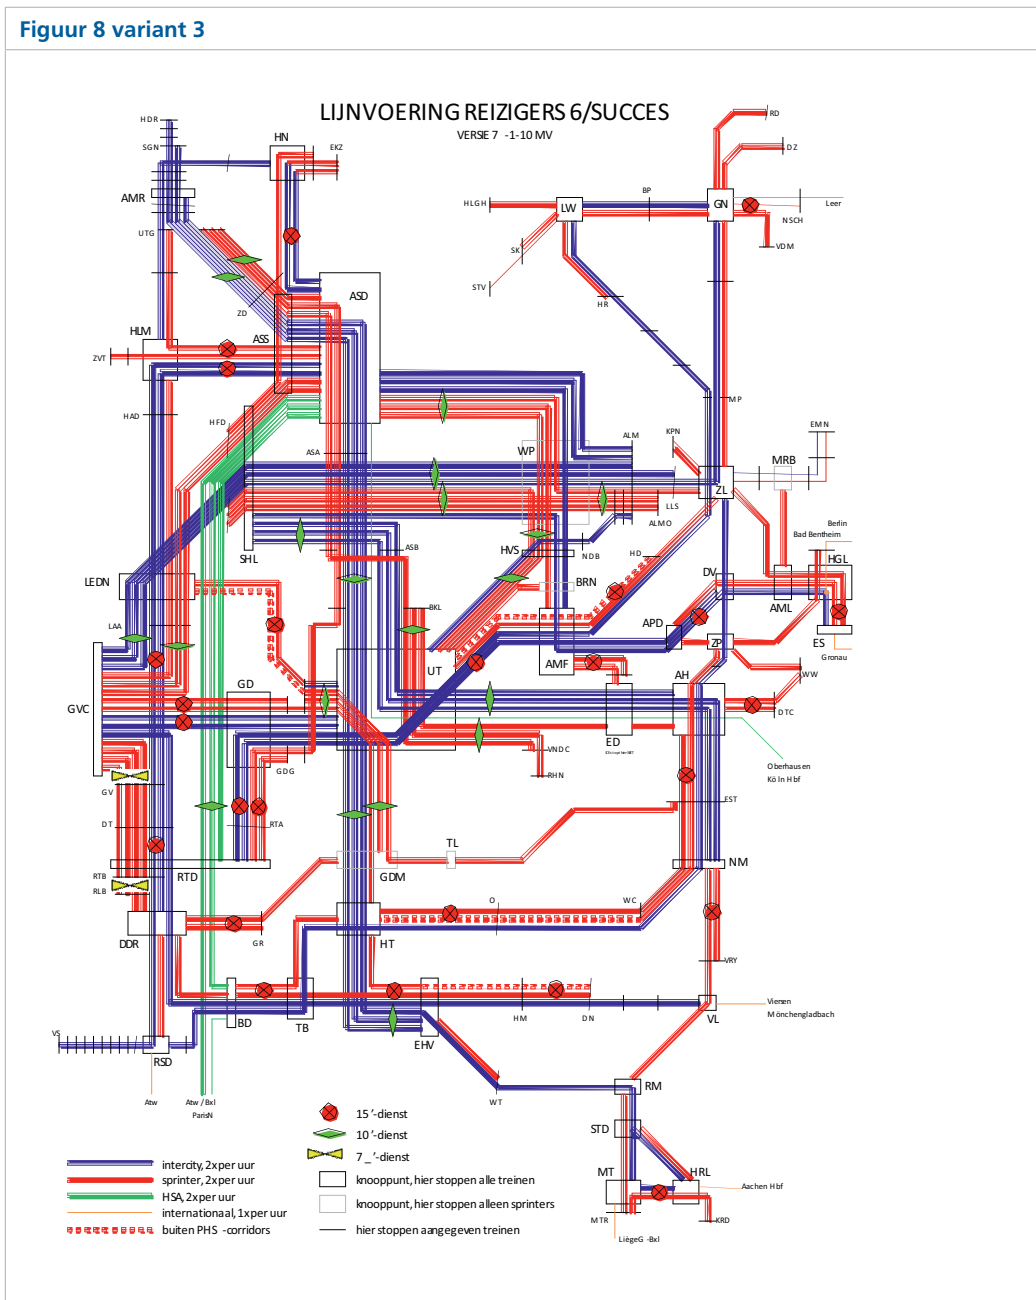 Figuur 8 variant 3
LIJNVOERING REIZIGERS 6/SUCCES
VERSIE 7 -1-10 MV
HDR
SGN
HN
EKZ
RD
DZ
AMR
UTG
HLGH
LW
BP
GN
NSCH
Leer
VDM
SK
STV
HR
ZD
ASD
ASS
HLM
ZVT
HAD
HFD
ASA
MP
WP
ALM
KPN
EMN
MRB
ZL
LLS
ALMO
Berlin
Bad Bentheim
SHL
ASB
HVS
NDB
HD
BRN
DV
HGL
LEDN
AML
LAA
BKL
APD
ZP
ES
Gronau
UT
AMF
GVC
GD
AH
WW
DTC
ED
GDG
VNDC
RHN
Oberhausen
Köln Hbf
GV
DT
RTA
EST
RTD
TL
GDM
NM
RTB
RLB
O
WC
DDR
GR
HT
VRY
BD
TB
EHV
HM
DN
VL
Viersen
Mönchengladbach
VS
RSD
Atw
Atw / Bxl
ParisN
WT
RM
STD
MT
HRL
Aachen Hbf
MTR
KRD
LiègeG -Bxl
15'-dienst
10'-dienst
7 _'-dienst
intercity, 2xper uur
sprinter, 2xper uur
HSA, 2xper uur
internationaal, 1xper uur
buiten PHS -corridors
knooppunt, hier stoppen alle treinen
knooppunt, hier stoppen alleen sprinters
hier stoppen aangegeven treinen